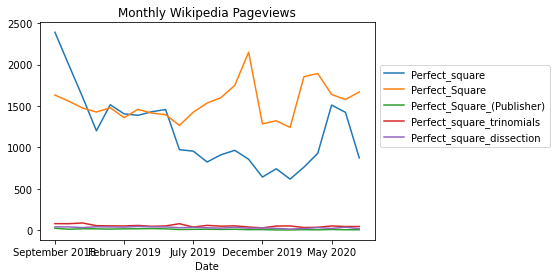 Monthly Wikipedia Pageviews
2500
2000
1500
1000
500
0
September 2018 February 2019 July 2019 December 2019 May 2020
Date
Perfect_square
Perfect_Square
Perfect_Square_(Publisher)
Perfect_square_trinomials
Perfect_square_dissection